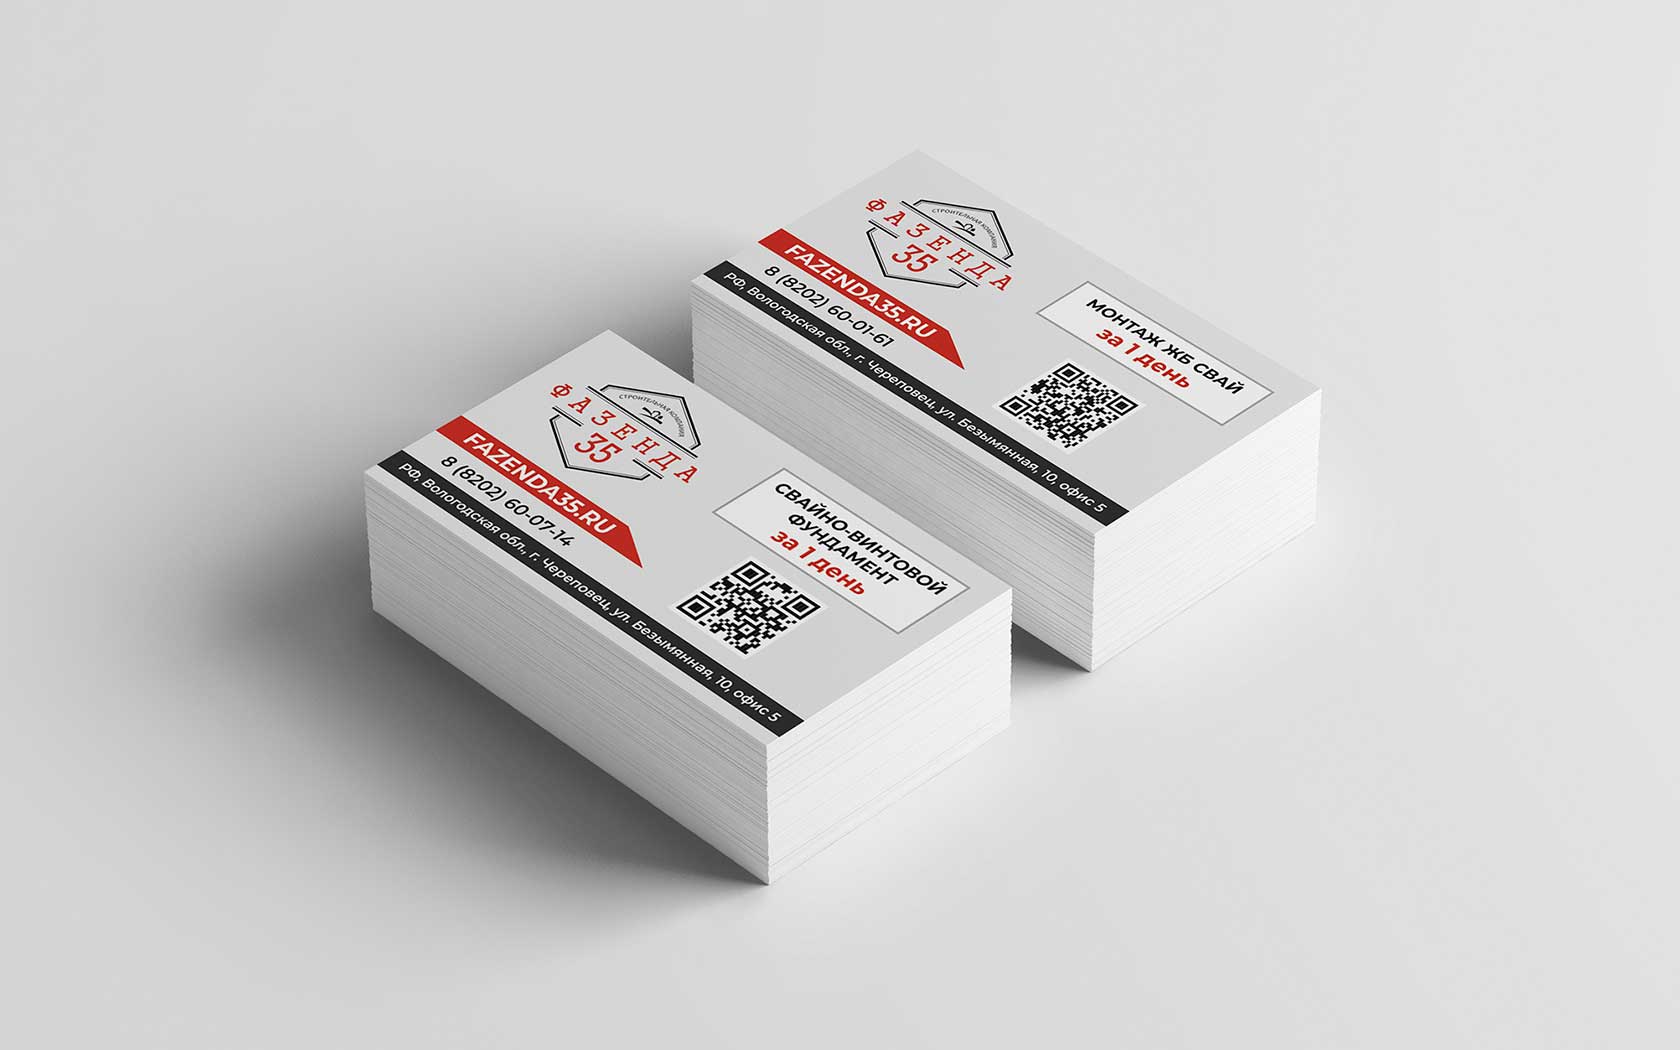 СТРОИТЕЛЬНАЯ КОМПАНИЯ
ФАЗЕНДА
35
FAZENDA35.RU
8 (8202) 60-01-61
РФ, Вологодская обл., г. Череповец, ул. Безымянная, 10, офис 5
МОНТАЖ ЖБ СВАЙ
за 1 день
СТРОИТЕЛЬНАЯ КОМПАНИЯ
ФАЗЕНДА
35
FAZENDA35.RU
8 (8202) 60-07-14
РФ, Вологодская обл., г. Череповец, ул. Безымянная, 10, офис 5
СВАЙНО-ВИНТОВОЙ
ФУНДАМЕНТ
за 1 день